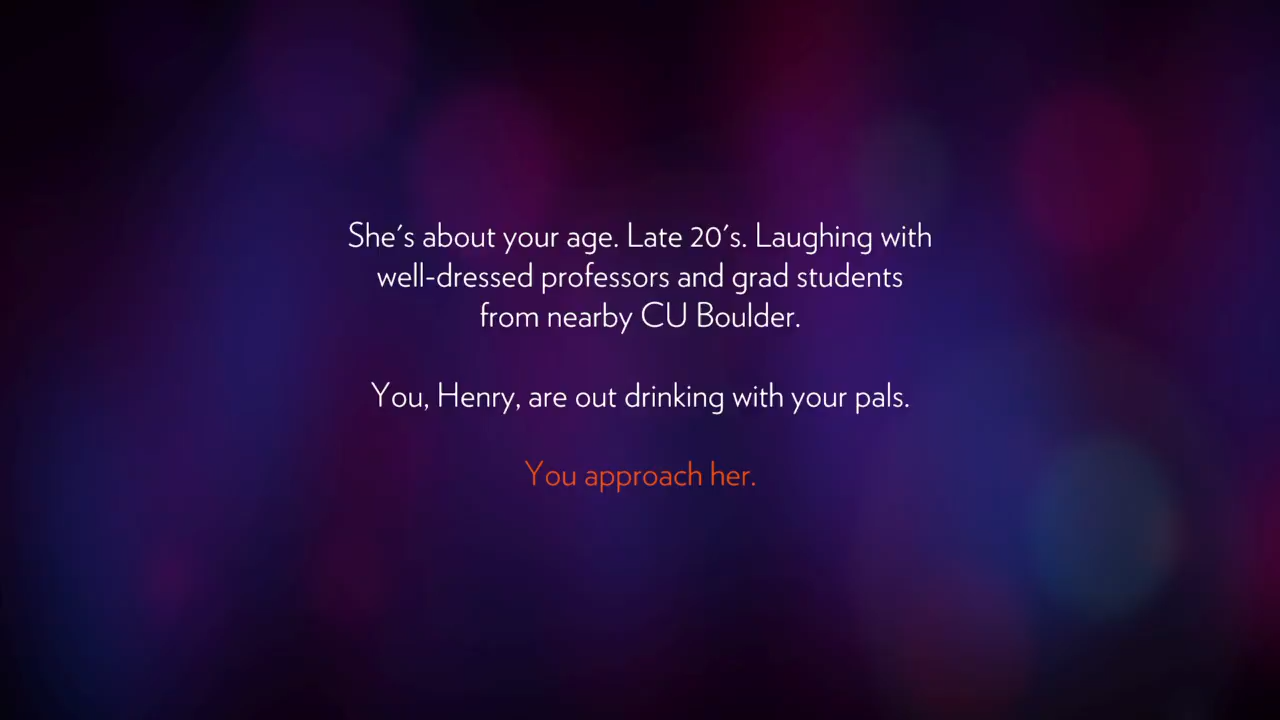 She's about your age. Late 20's. Laughing with
well-dressed professors and grad students
from nearby CU Boulder.
You, Henry, are out drinking with your pals.
You approach her.